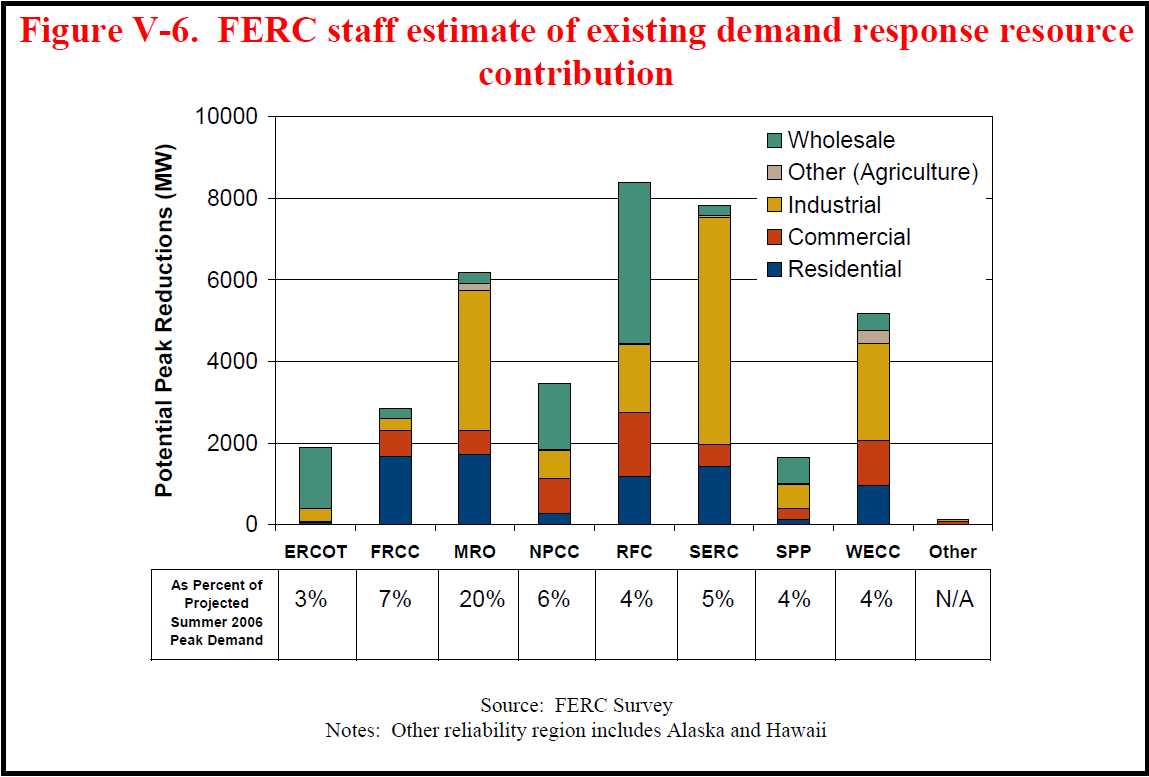 Figure V-6.  FERC staff estimate of existing demand response resource
contribution
Potential Peak Reductions (MW)
10000
8000
6000
4000
2000
0
Wholesale
Other (Agriculture)
Industrial
Commercial
Residential
ERCOT FRCC MRO NPCC RFC SERC SPP WECC Other
As Percent of
Projected
Summer 2006
Peak Demand
3% 7% 20% 6% 4% 5% 4% 4% N/A
Source:  FERC Survey
Notes:  Other reliability region includes Alaska and Hawaii